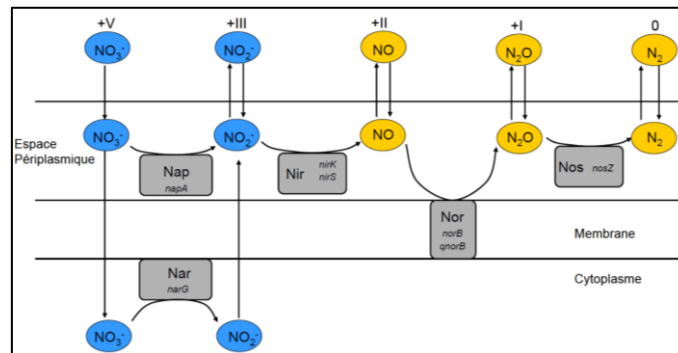 +V +III +II +I 0
NO₃⁻ NO₂⁻ NO N₂O N₂
Espace
Périplasmique
NO₃⁻ NO₂⁻ NO N₂O N₂
Nap
napA
Nir nirK
nirS
Nos nosZ
Nor
norB
qnorB
Membrane
Nar
narG
Cytoplasme
NO₃⁻ NO₂⁻